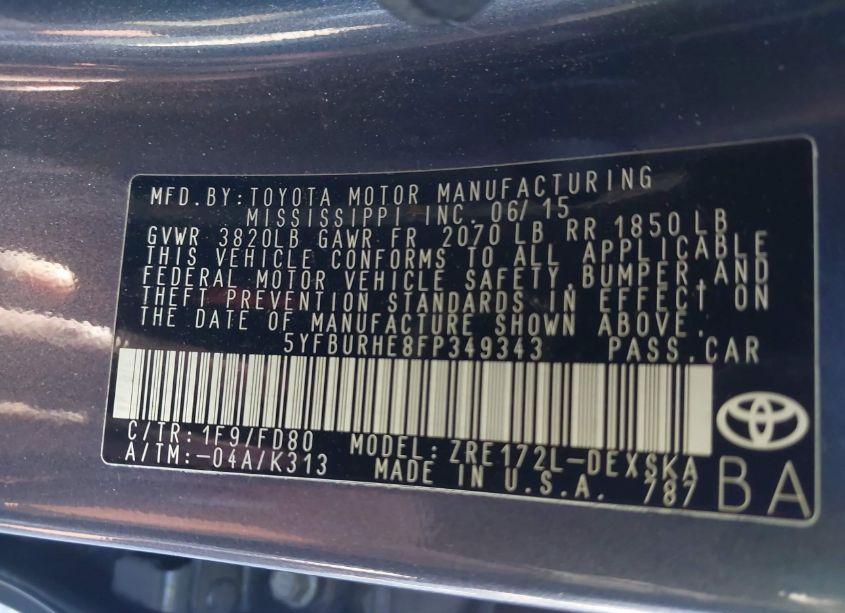 MFD.BY:TOYOTA MOTOR MANUFACTURING
MISSISSIPPI INC. 06/15
GVWR 3820LB GAWR FR 2070 LB RR 1850 LB
THIS VEHICLE CONFORMS TO ALL APPLICABLE
FEDERAL MOTOR VEHICLE SAFETY,BUMPER,AND
THEFT PREVENTION STANDARDS IN EFFECT ON
THE DATE OF MANUFACTURE SHOWN ABOVE.
5YFBURHE8FP349343 PASS.CAR
C/TR:1F9/FD80 MODEL:ZRE172L-DEXSKA
A/TM:-04A/K313 MADE IN U.S.A. 787
BA